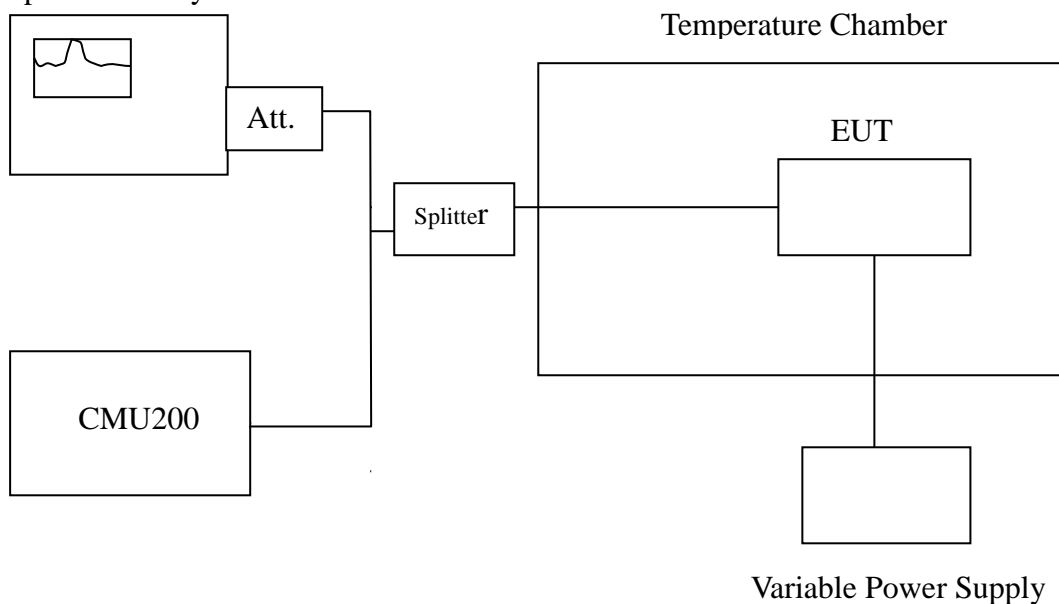 Temperature Chamber
Att.
EUT
Splitter
CMU200
Variable Power Supply